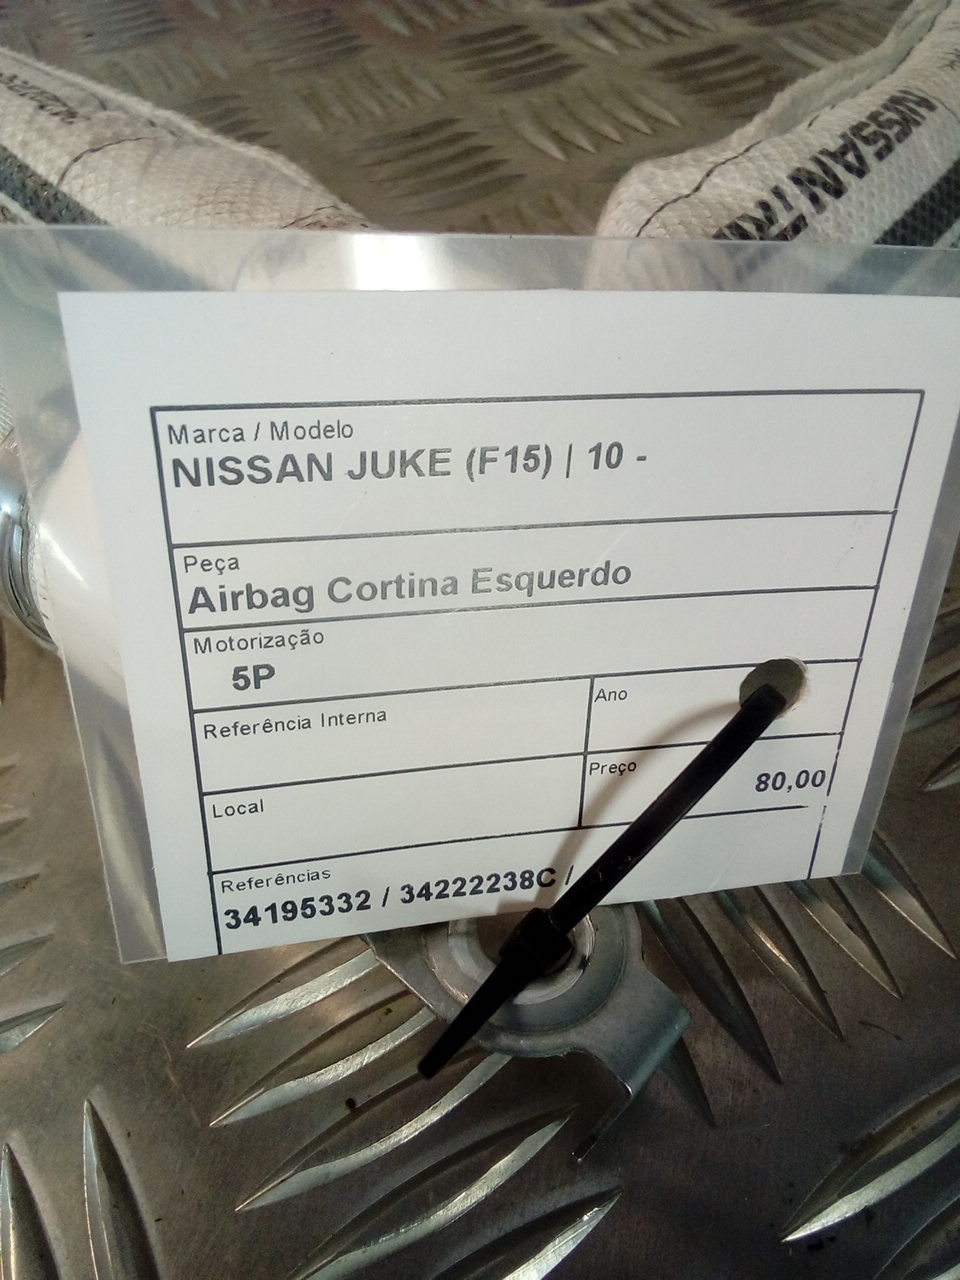 NISSAN
Marca / Modelo
NISSAN JUKE (F15) | 10 -
Peça
Airbag Cortina Esquerdo
Motorização
5P
Referência Interna
Ano
Local
Preço
80,00
Referências
34195332 / 34222238C /